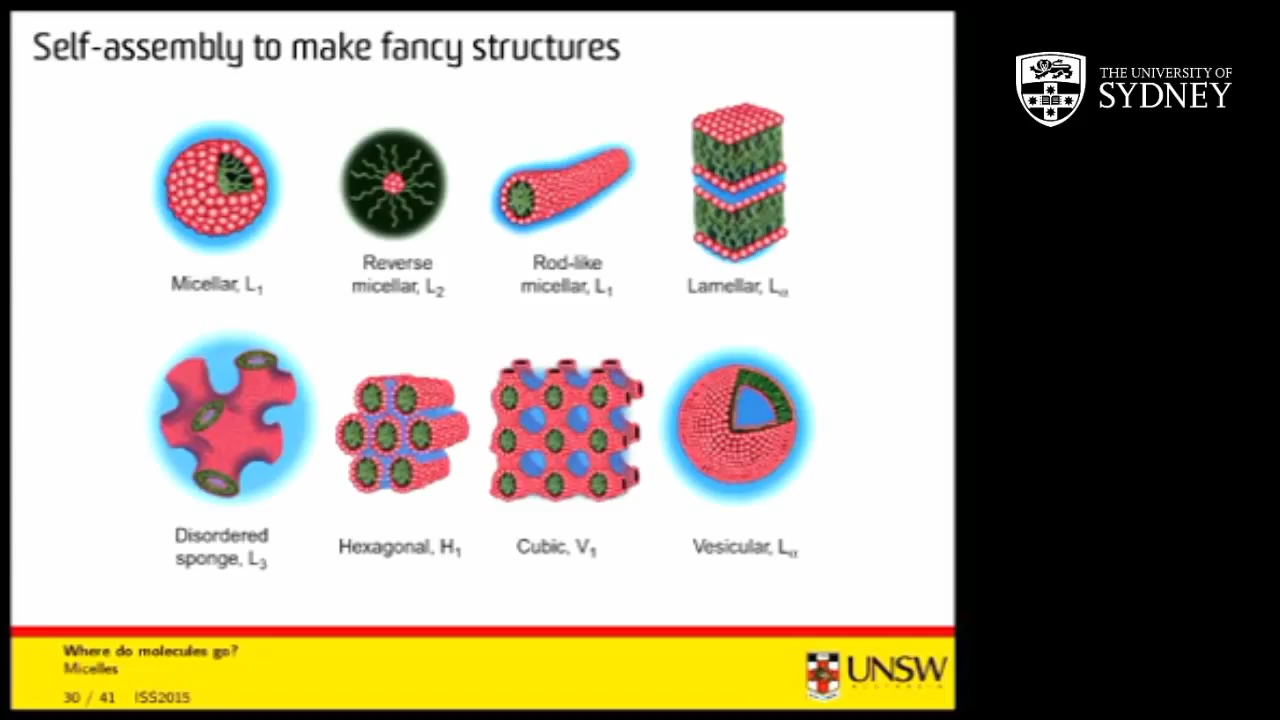 Self-assembly to make fancy structures
THE UNIVERSITY OF
SYDNEY
Micellar, L1
Reverse
micellar, L2
Rod-like
micellar, L1
Lamellar, Lα
Disordered
sponge, L3
Hexagonal, H1
Cubic, V1
Vesicular, Lα
Where do molecules go?
Micelles
30 / 41 ISS2015
UNSW